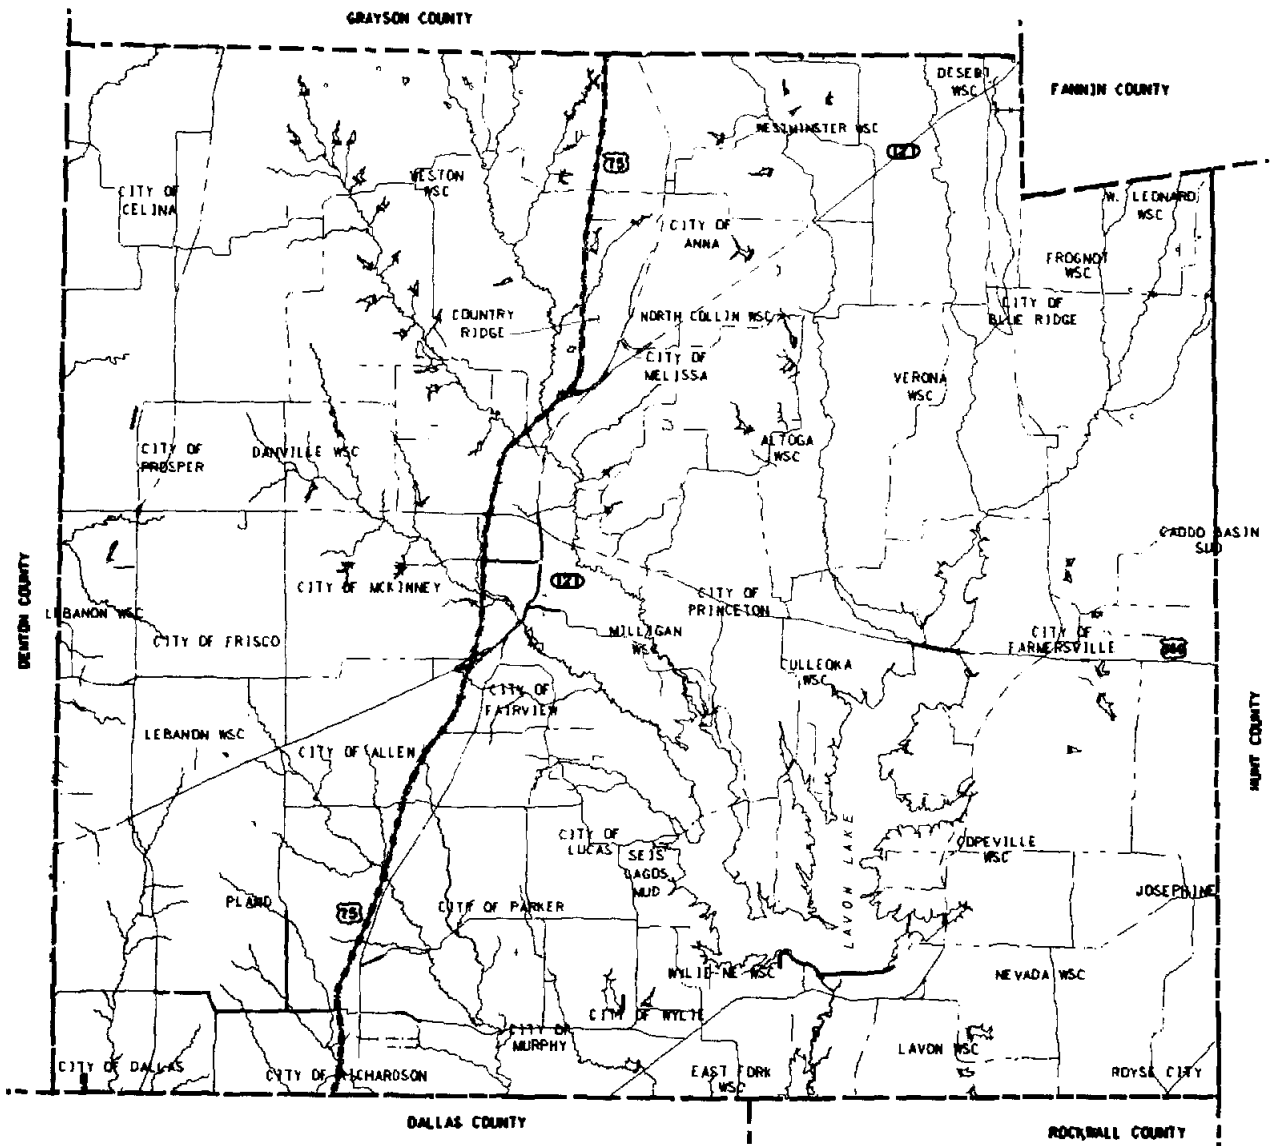 GRAYSON COUNTY
FANNIN COUNTY
DESERT
WSC
WESTMINSTER WSC
121
75
WESTON
WSC
CITY OF
CELINA
W. LEONARD
WSC
CITY OF
ANNA
FROGNOT
WSC
CITY OF
BLUE RIDGE
COUNTRY
RIDGE
NORTH COLLIN WSC
CITY OF
MELISSA
VERONA
WSC
CITY OF
PROSPER
DANVILLE WSC
ALTOGA
WSC
CADDO BASIN
SUD
DENTON COUNTY
CITY OF MCKINNEY
121
CITY OF
PRINCETON
LEBANON WSC
CITY OF FRISCO
MILLIGAN
WSC
CITY OF
FARMERSVILLE
CULLEOKA
WSC
CITY OF
FAIRVIEW
HUNT COUNTY
LEBANON WSC
CITY OF ALLEN
CITY OF
LUCAS
SEIS
LAGOS
MUD
LAVON LAKE
COPEVILLE
WSC
JOSEPHINE
PLANO
75
CITY OF PARKER
WYLIE-NE WSC
NEVADA WSC
CITY OF WYLIE
CITY OF
MURPHY
LAVON WSC
CITY OF DALLAS
CITY OF RICHARDSON
EAST FORK
WSC
ROYSE CITY
DALLAS COUNTY
ROCKWALL COUNTY